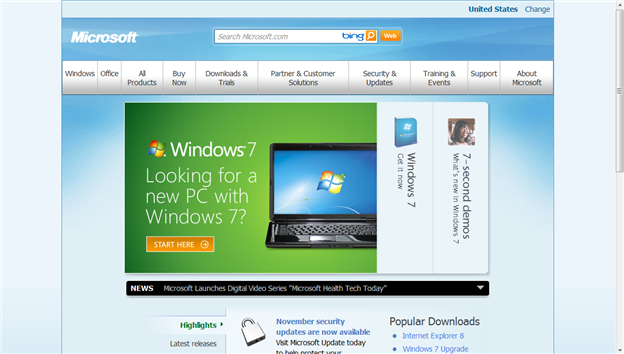 United States Change
Microsoft
Search Microsoft.com bing Web
Windows
Office
All
Products
Buy
Now
Downloads &
Trials
Partner & Customer
Solutions
Security &
Updates
Training &
Events
Support
About
Microsoft
Windows 7
Looking for a
new PC with
Windows 7?
START HERE
Windows 7
Get it now
7-second demos
What's new in Windows 7
NEWS Microsoft Launches Digital Video Series "Microsoft Health Tech Today"
Highlights
Latest releases
November security
updates are now available
Visit Microsoft Update today
to help protect your
Popular Downloads
Internet Explorer 8
Windows 7 Upgrade